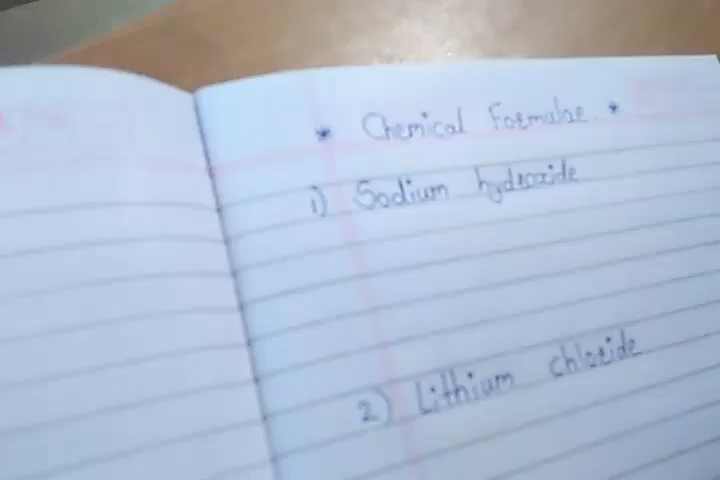 * Chemical Formulae *
1) Sodium hydroxide
2) Lithium chloride